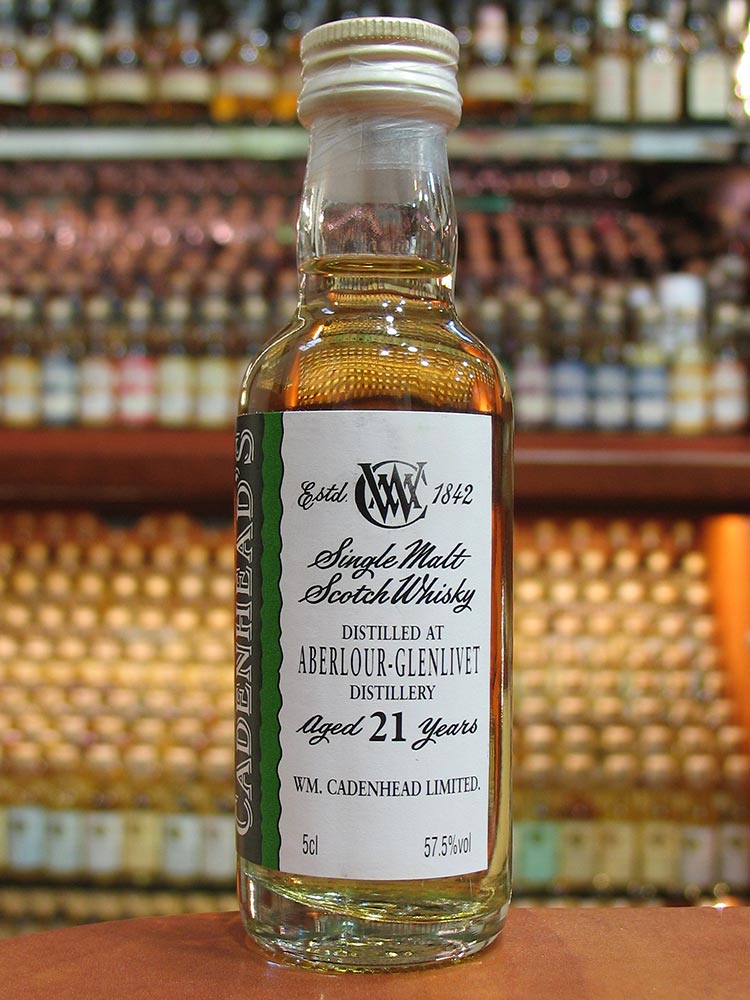 CADENHEAD'S
Estd. WC 1842
Single Malt
Scotch Whisky
DISTILLED AT
ABERLOUR-GLENLIVET
DISTILLERY
Aged 21 Years
WM. CADENHEAD LIMITED.
5cl 57.5%vol